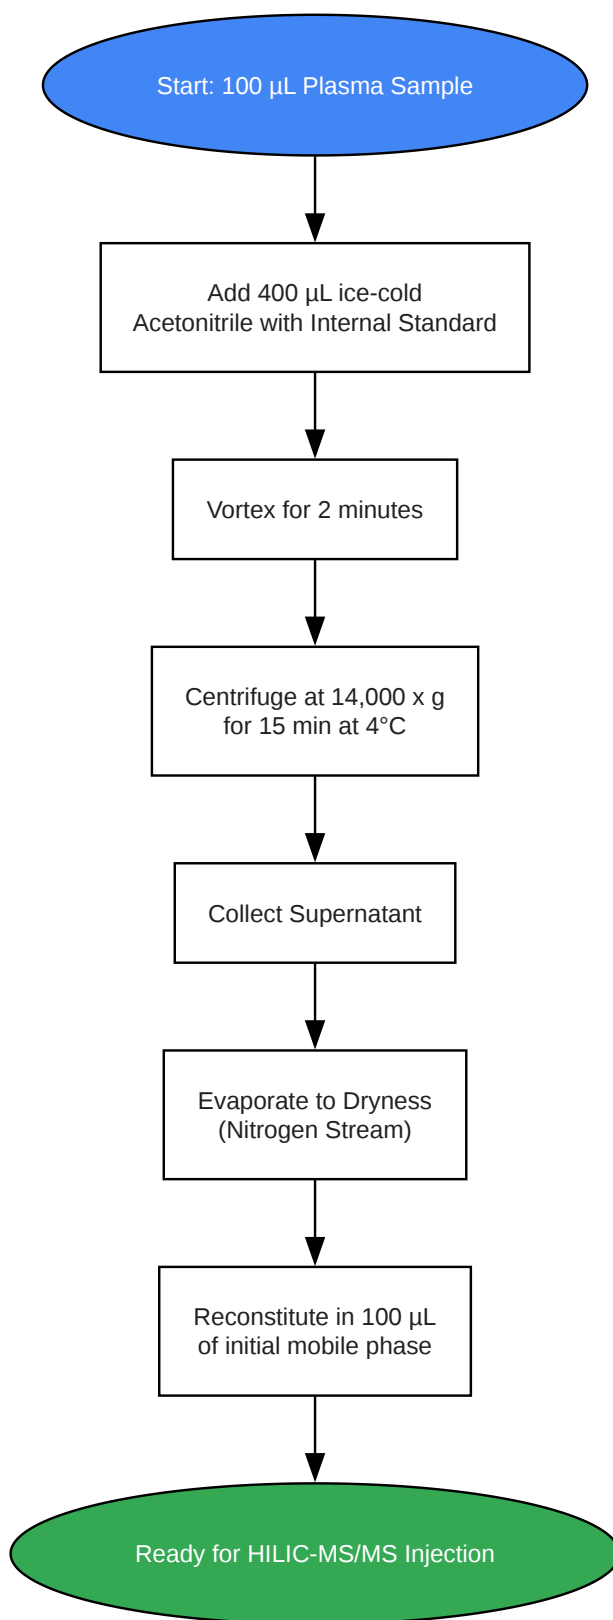 Start: 100 µL Plasma Sample
Add 400 µL ice-cold
Acetonitrile with Internal Standard
Vortex for 2 minutes
Centrifuge at 14,000 x g
for 15 min at 4°C
Collect Supernatant
Evaporate to Dryness
(Nitrogen Stream)
Reconstitute in 100 µL
of initial mobile phase
Ready for HILIC-MS/MS Injection